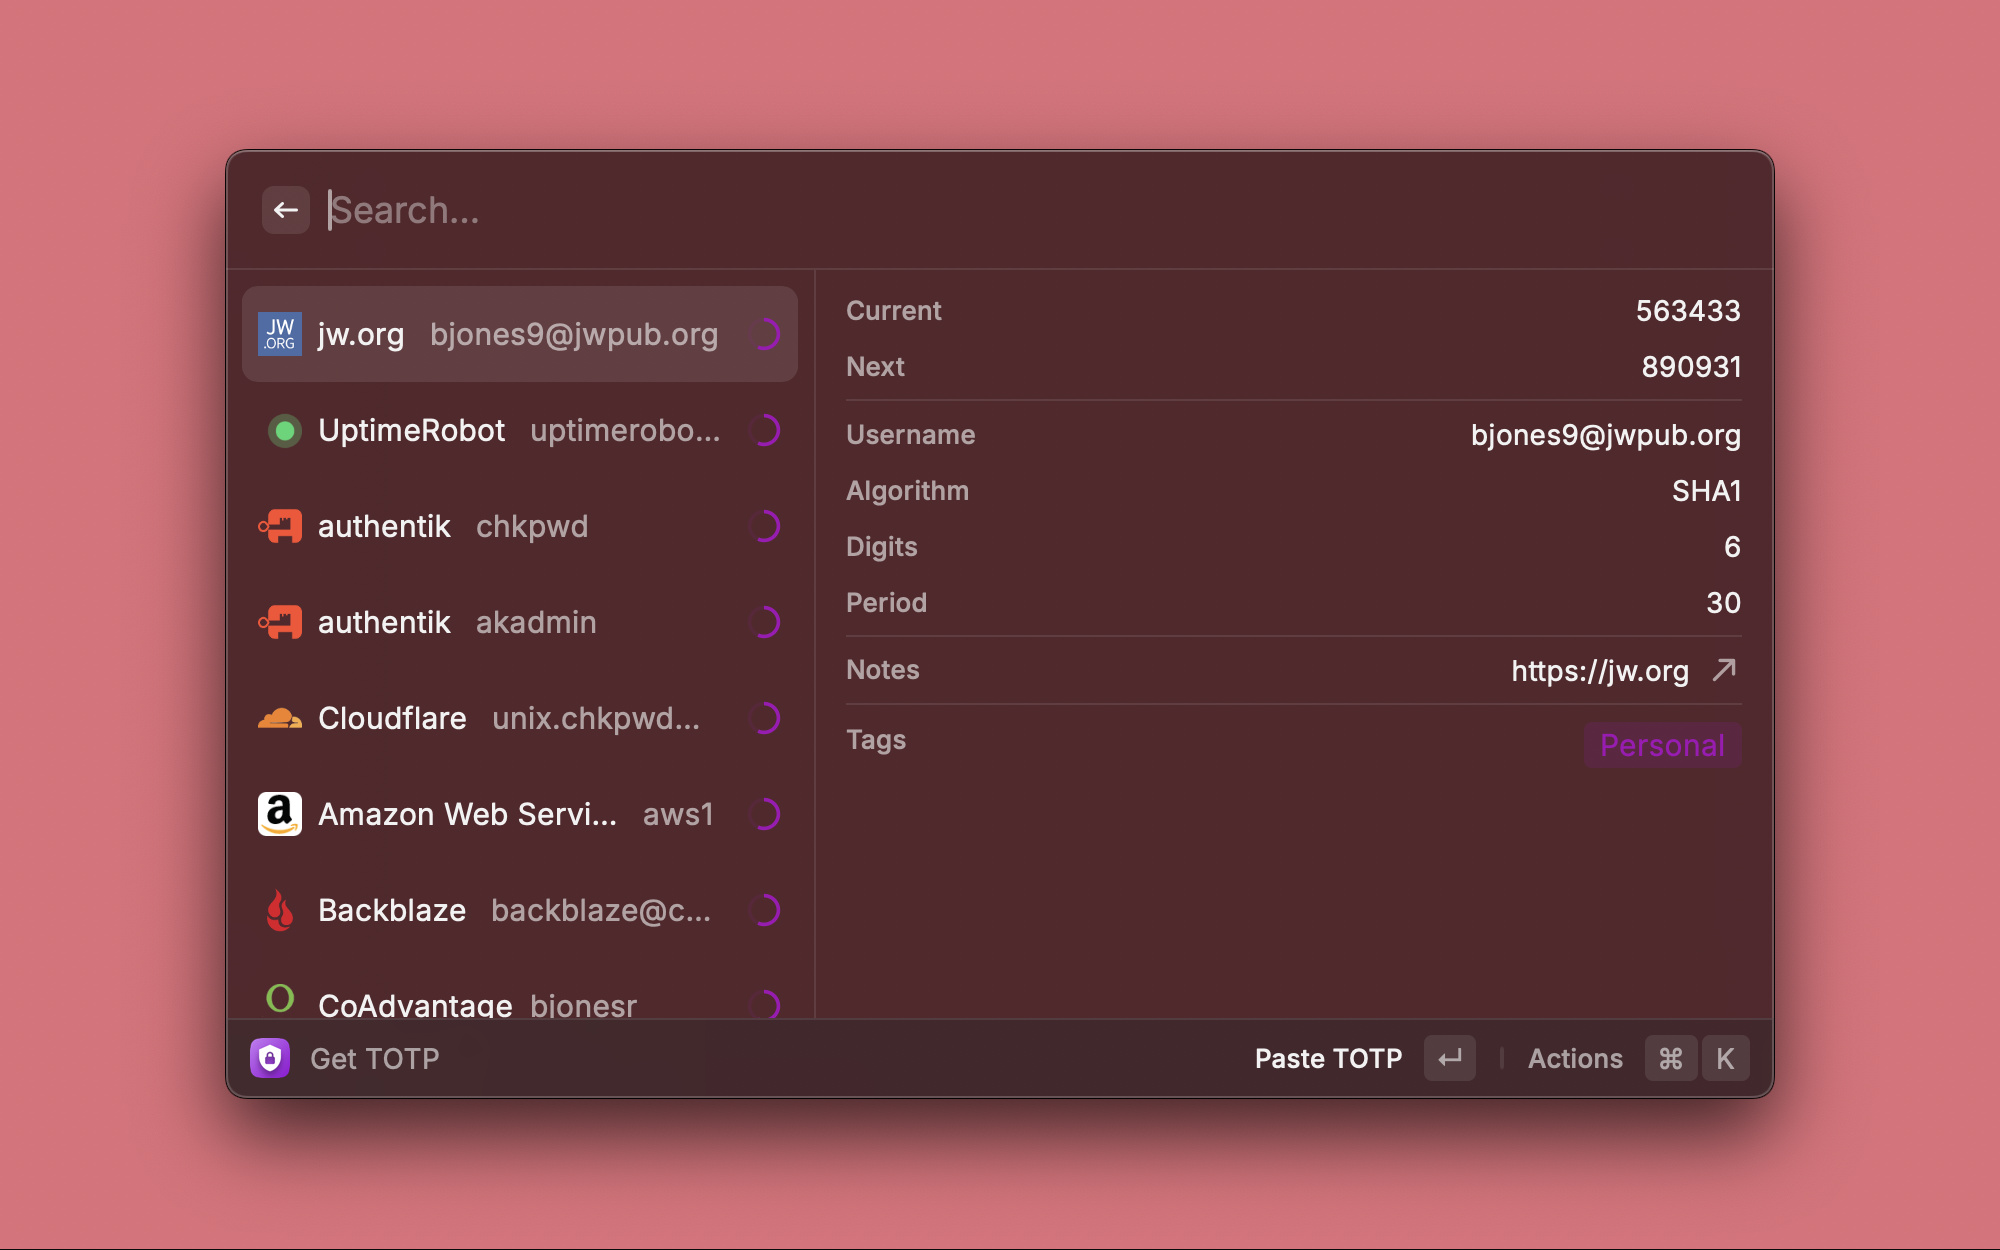 Search...
JW .ORG
jw.org bjones9@jwpub.org
UptimeRobot uptimerobo...
authentik chkpwd
authentik akadmin
Cloudflare unix.chkpwd...
a
Amazon Web Servi... aws1
Backblaze backblaze@c...
CoAdvantage bjonesr
Current 563433
Next 890931
Username bjones9@jwpub.org
Algorithm SHA1
Digits 6
Period 30
Notes https://jw.org
Tags Personal
Get TOTP
Paste TOTP Actions ⌘ K